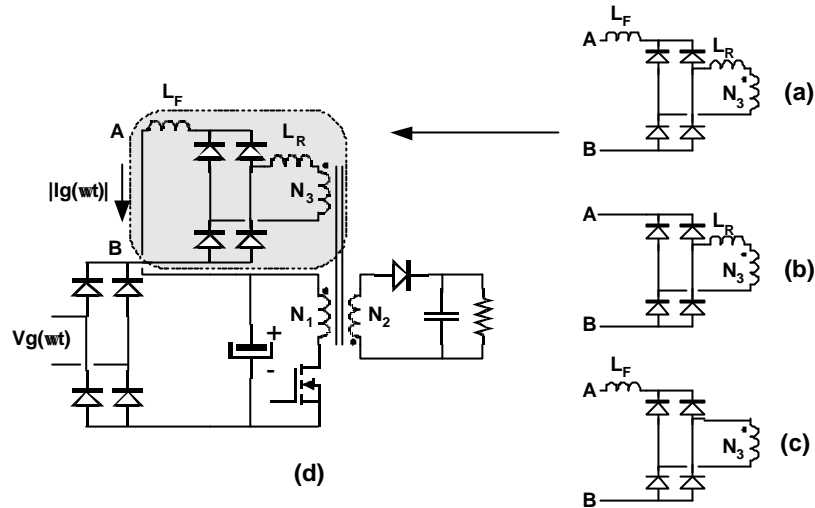 L_F
A
L_R
N_3
|Ig(wt)|
B
Vg(wt)
+
-
N_1
N_2
(d)
A
L_F
L_R
N_3
B
(a)
A
L_R
N_3
B
(b)
A
L_F
N_3
B
(c)